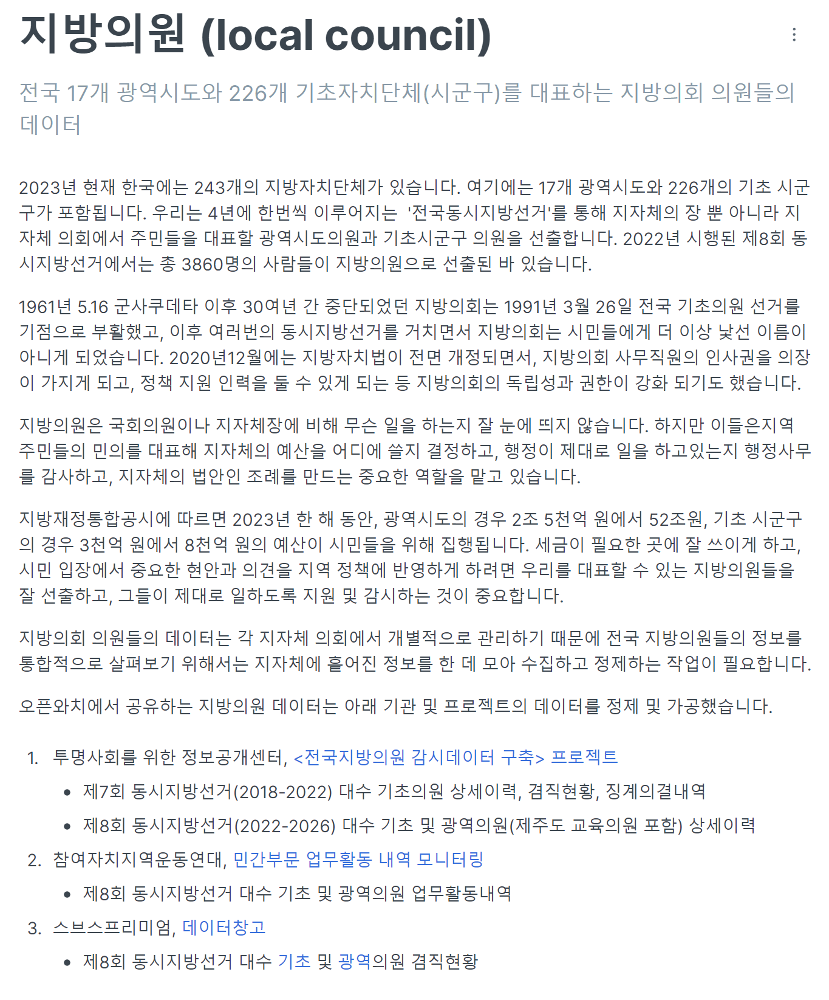 지방의원 (local council)
전국 17개 광역시도와 226개 기초자치단체(시군구)를 대표하는 지방의회 의원들의
데이터
2023년 현재 한국에는 243개의 지방자치단체가 있습니다. 여기에는 17개 광역시도와 226개의 기초 시군
구가 포함됩니다. 우리는 4년에 한번씩 이루어지는  '전국동시지방선거'를 통해 지자체의 장 뿐 아니라 지
자체 의회에서 주민들을 대표할 광역시도의원과 기초시군구 의원을 선출합니다. 2022년 시행된 제8회 동
시지방선거에서는 총 3860명의 사람들이 지방의원으로 선출된 바 있습니다.
1961년 5.16 군사쿠데타 이후 30여년 간 중단되었던 지방의회는 1991년 3월 26일 전국 기초의원 선거를
기점으로 부활했고, 이후 여러번의 동시지방선거를 거치면서 지방의회는 시민들에게 더 이상 낯선 이름이
아니게 되었습니다. 2020년12월에는 지방자치법이 전면 개정되면서, 지방의회 사무직원의 인사권을 의장
이 가지게 되고, 정책 지원 인력을 둘 수 있게 되는 등 지방의회의 독립성과 권한이 강화 되기도 했습니다.
지방의원은 국회의원이나 지자체장에 비해 무슨 일을 하는지 잘 눈에 띄지 않습니다. 하지만 이들은지역
주민들의 민의를 대표해 지자체의 예산을 어디에 쓸지 결정하고, 행정이 제대로 일을 하고있는지 행정사무
를 감사하고, 지자체의 법안인 조례를 만드는 중요한 역할을 맡고 있습니다.
지방재정통합공시에 따르면 2023년 한 해 동안, 광역시도의 경우 2조 5천억 원에서 52조원, 기초 시군구
의 경우 3천억 원에서 8천억 원의 예산이 시민들을 위해 집행됩니다. 세금이 필요한 곳에 잘 쓰이게 하고,
시민 입장에서 중요한 현안과 의견을 지역 정책에 반영하게 하려면 우리를 대표할 수 있는 지방의원들을
잘 선출하고, 그들이 제대로 일하도록 지원 및 감시하는 것이 중요합니다.
지방의회 의원들의 데이터는 각 지자체 의회에서 개별적으로 관리하기 때문에 전국 지방의원들의 정보를
통합적으로 살펴보기 위해서는 지자체에 흩어진 정보를 한 데 모아 수집하고 정제하는 작업이 필요합니다.
오픈와치에서 공유하는 지방의원 데이터는 아래 기관 및 프로젝트의 데이터를 정제 및 가공했습니다.
1. 투명사회를 위한 정보공개센터, <전국지방의원 감시데이터 구축> 프로젝트
• 제7회 동시지방선거(2018-2022) 대수 기초의원 상세이력, 겸직현황, 징계의결내역
• 제8회 동시지방선거(2022-2026) 대수 기초 및 광역의원(제주도 교육의원 포함) 상세이력
2. 참여자치지역운동연대, 민간부문 업무활동 내역 모니터링
• 제8회 동시지방선거 대수 기초 및 광역의원 업무활동내역
3. 스브스프리미엄, 데이터창고
• 제8회 동시지방선거 대수 기초 및 광역의원 겸직현황